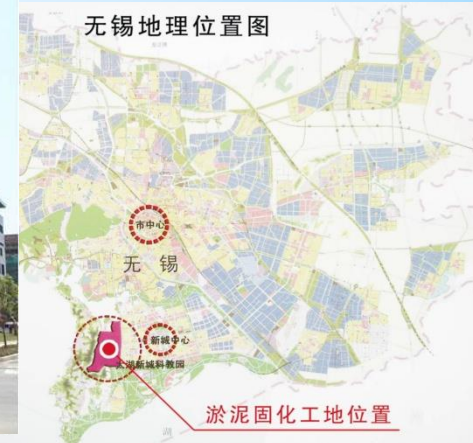 无锡地理位置图
市中心
无 锡
新城中心
太湖新城科教园
淤泥固化工地位置
湖